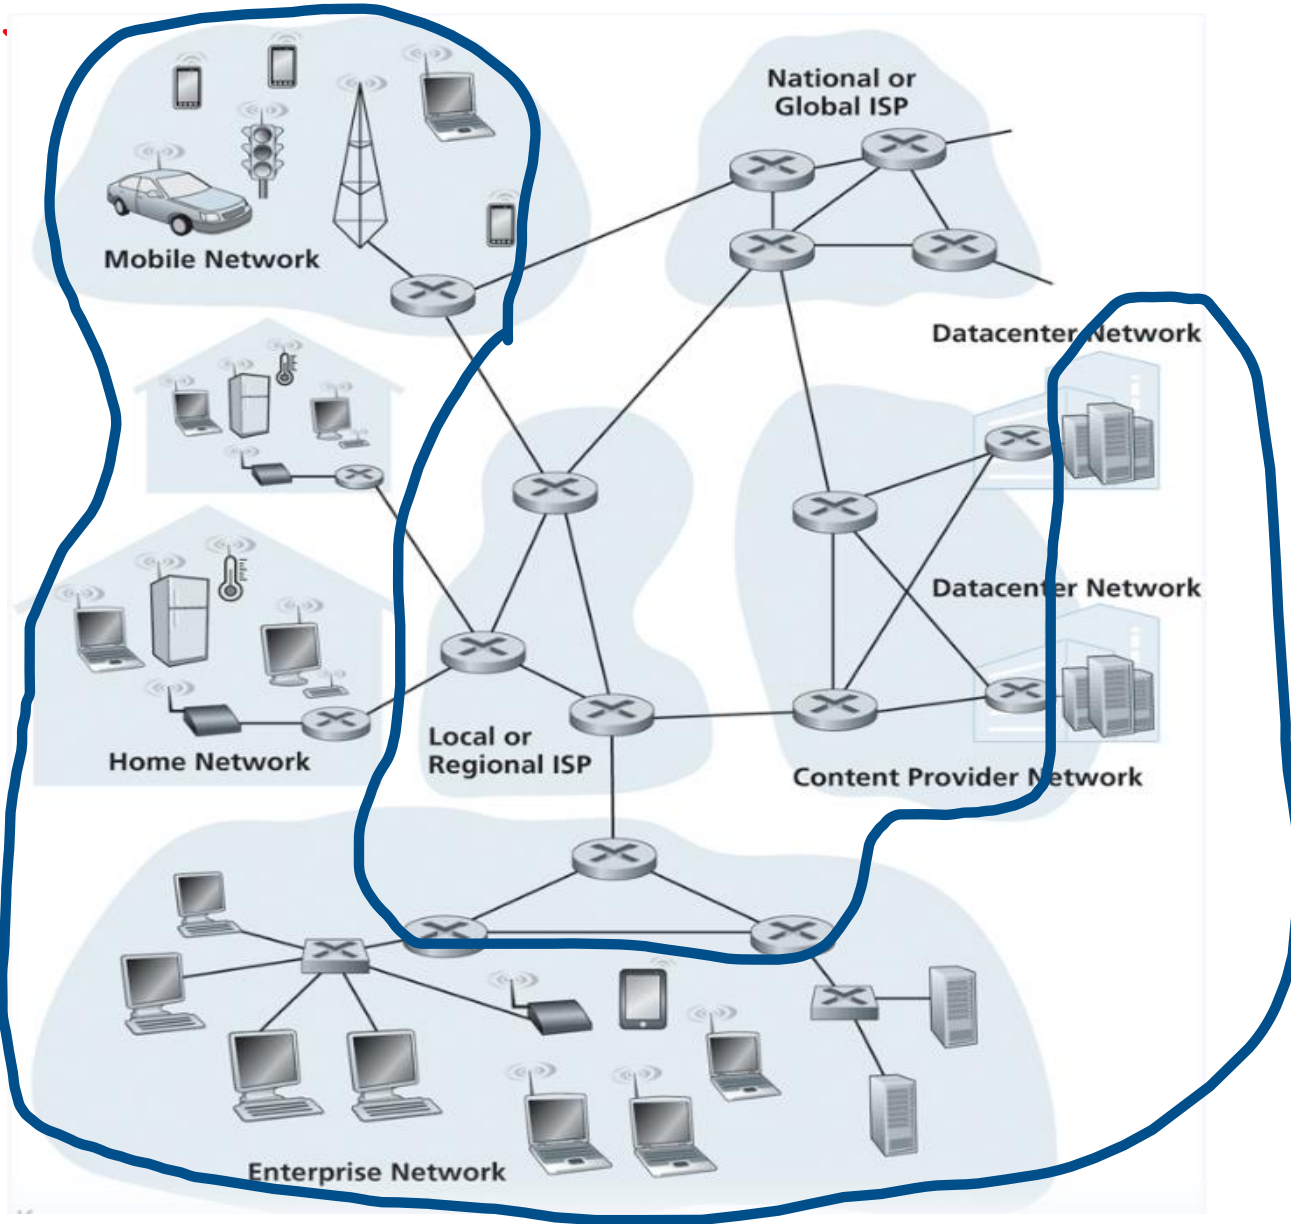 National or
Global ISP
Mobile Network
Datacenter Network
Datacenter Network
Local or
Regional ISP
Home Network
Content Provider Network
Enterprise Network